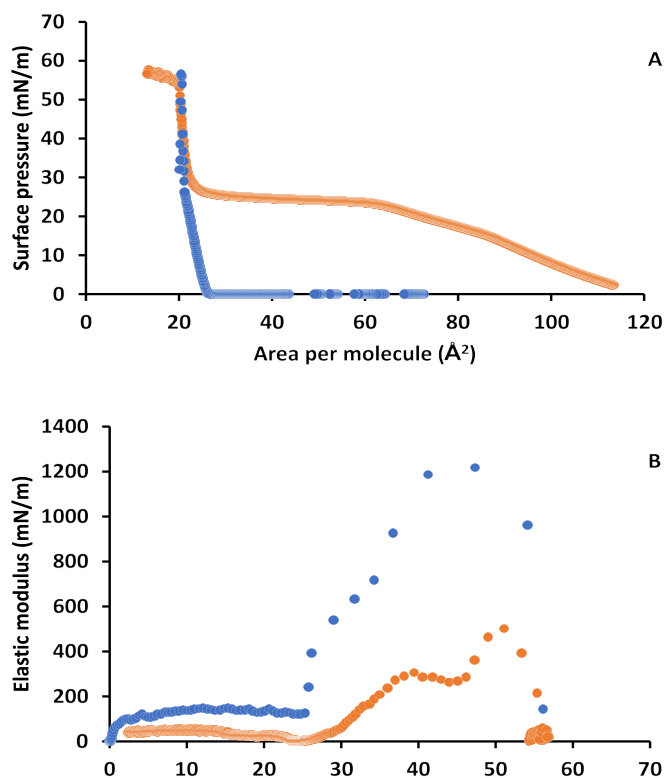 A
Surface pressure (mN/m)
70
60
50
40
30
20
10
0
0 20 40 60 80 100 120
Area per molecule (Å²)
B
Elastic modulus (mN/m)
1400
1200
1000
800
600
400
200
0
0 10 20 30 40 50 60 70